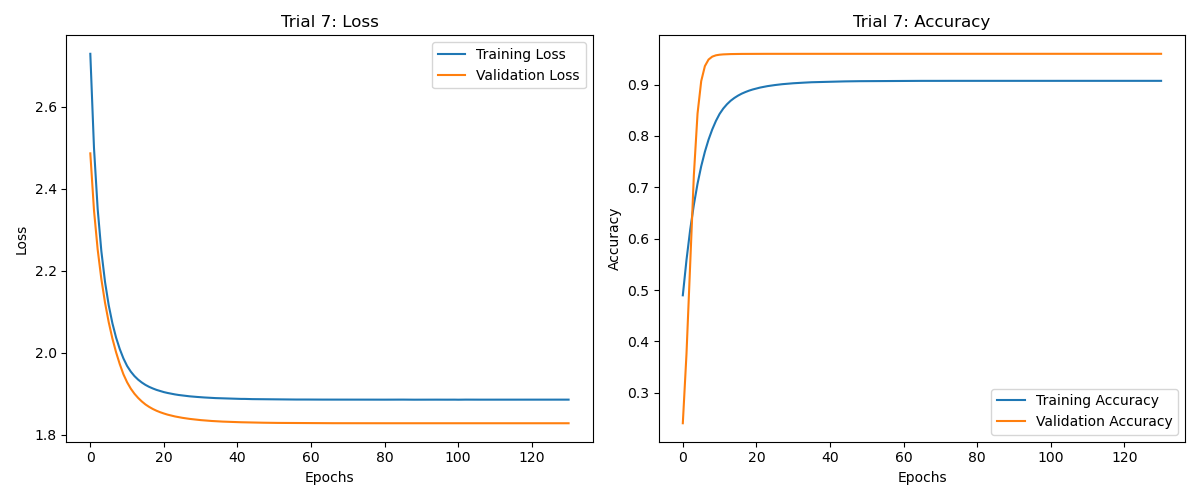 Trial 7: Loss
Loss
2.6
2.4
2.2
2.0
1.8
0 20 40 60 80 100 120
Epochs
Training Loss
Validation Loss
Trial 7: Accuracy
Accuracy
0.9
0.8
0.7
0.6
0.5
0.4
0.3
0 20 40 60 80 100 120
Epochs
Training Accuracy
Validation Accuracy